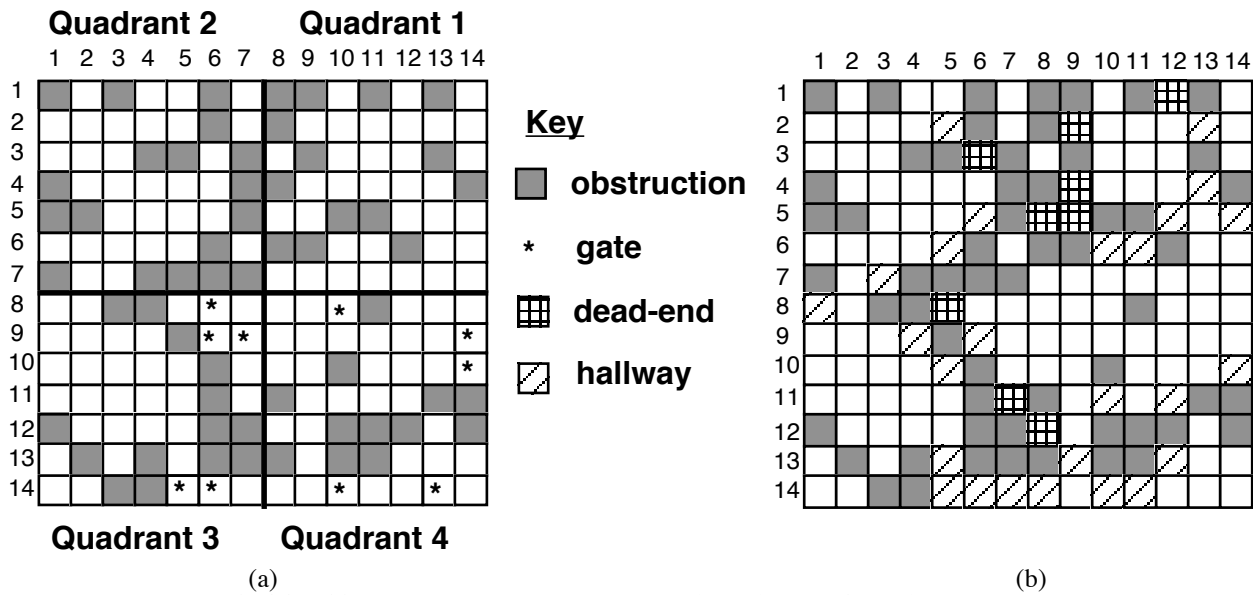 Quadrant 2 Quadrant 1
1 2 3 4 5 6 7 8 9 10 11 12 13 14
1
2
3
4
5
6
7
8
9
10
11
12
13
14
* *
* * *
*
* * * *
Quadrant 3 Quadrant 4
(a)
Key
obstruction
* gate
dead-end
hallway
1 2 3 4 5 6 7 8 9 10 11 12 13 14
1
2
3
4
5
6
7
8
9
10
11
12
13
14
(b)